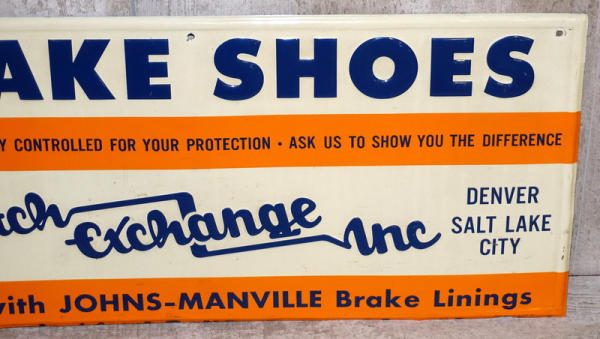 AKE SHOES
Y CONTROLLED FOR YOUR PROTECTION • ASK US TO SHOW YOU THE DIFFERENCE
ch Exchange Inc
DENVER
SALT LAKE
CITY
with JOHNS-MANVILLE Brake Linings